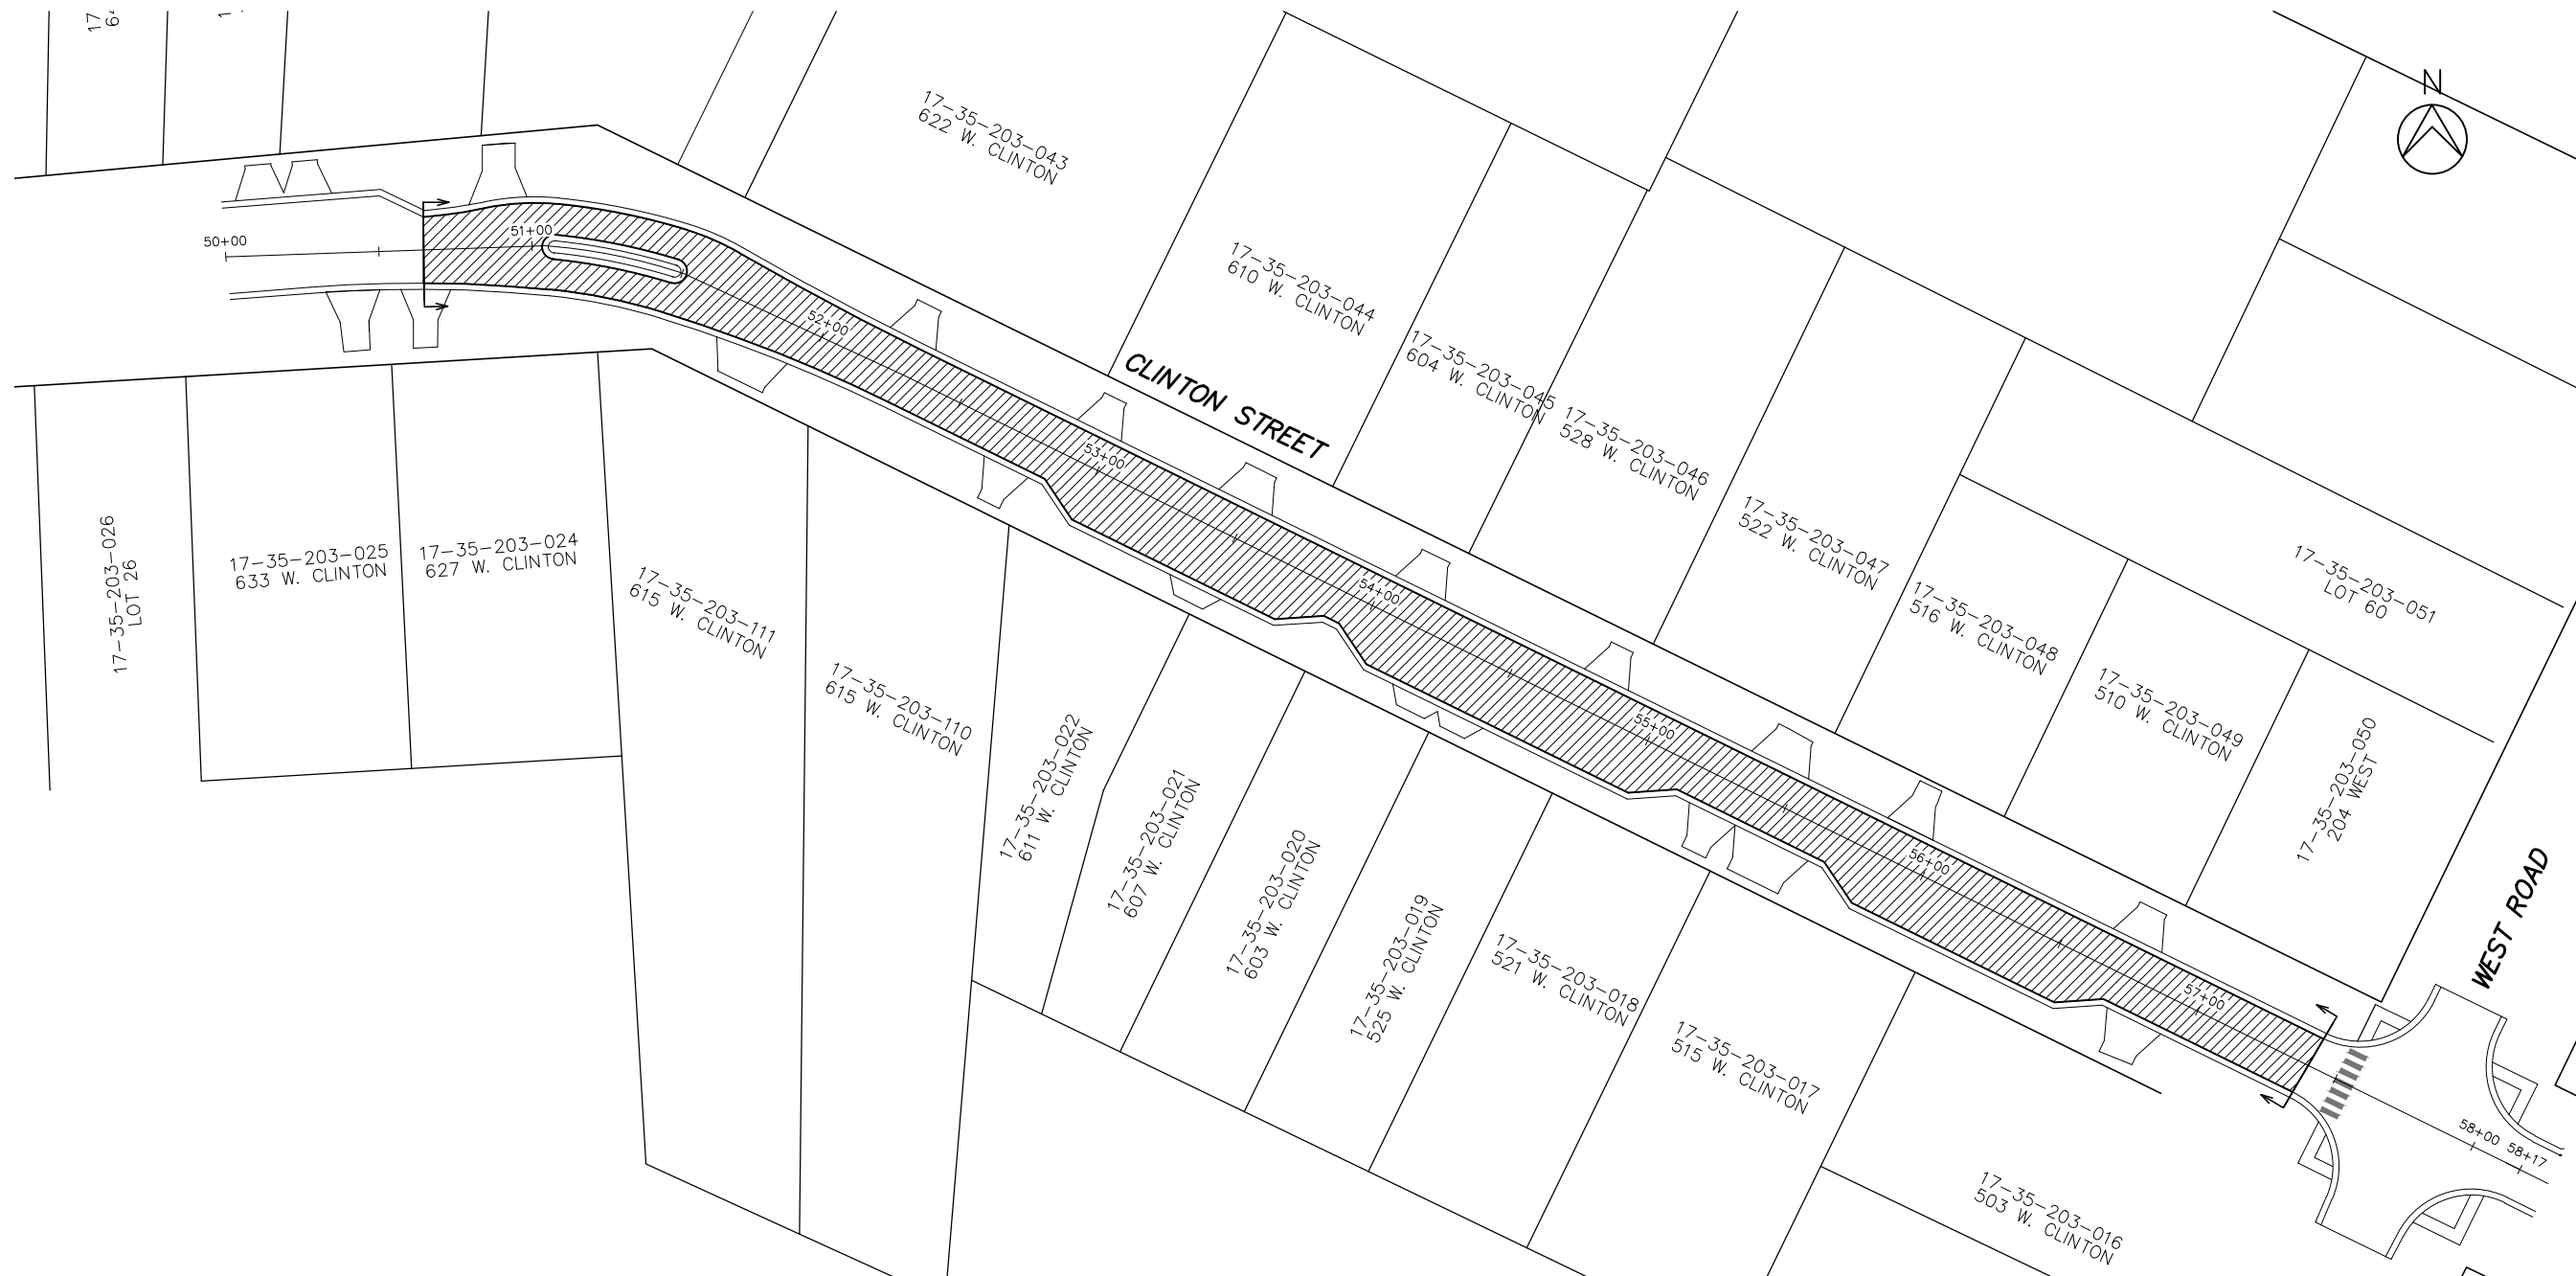 N
17-35-203-043
622 W. CLINTON
17-35-203-044
610 W. CLINTON
17-35-203-045
604 W. CLINTON
17-35-203-046
528 W. CLINTON
17-35-203-047
522 W. CLINTON
17-35-203-048
516 W. CLINTON
17-35-203-049
510 W. CLINTON
17-35-203-051
LOT 60
17-35-203-050
204 WEST
CLINTON STREET
WEST ROAD
50+00
51+00
52+00
53+00
54+00
55+00
56+00
57+00
58+00
58+17
17-35-203-026
LOT 26
17-35-203-025
633 W. CLINTON
17-35-203-024
627 W. CLINTON
17-35-203-111
615 W. CLINTON
17-35-203-110
615 W. CLINTON
17-35-203-022
611 W. CLINTON
17-35-203-021
607 W. CLINTON
17-35-203-020
603 W. CLINTON
17-35-203-019
525 W. CLINTON
17-35-203-018
521 W. CLINTON
17-35-203-017
515 W. CLINTON
17-35-203-016
503 W. CLINTON